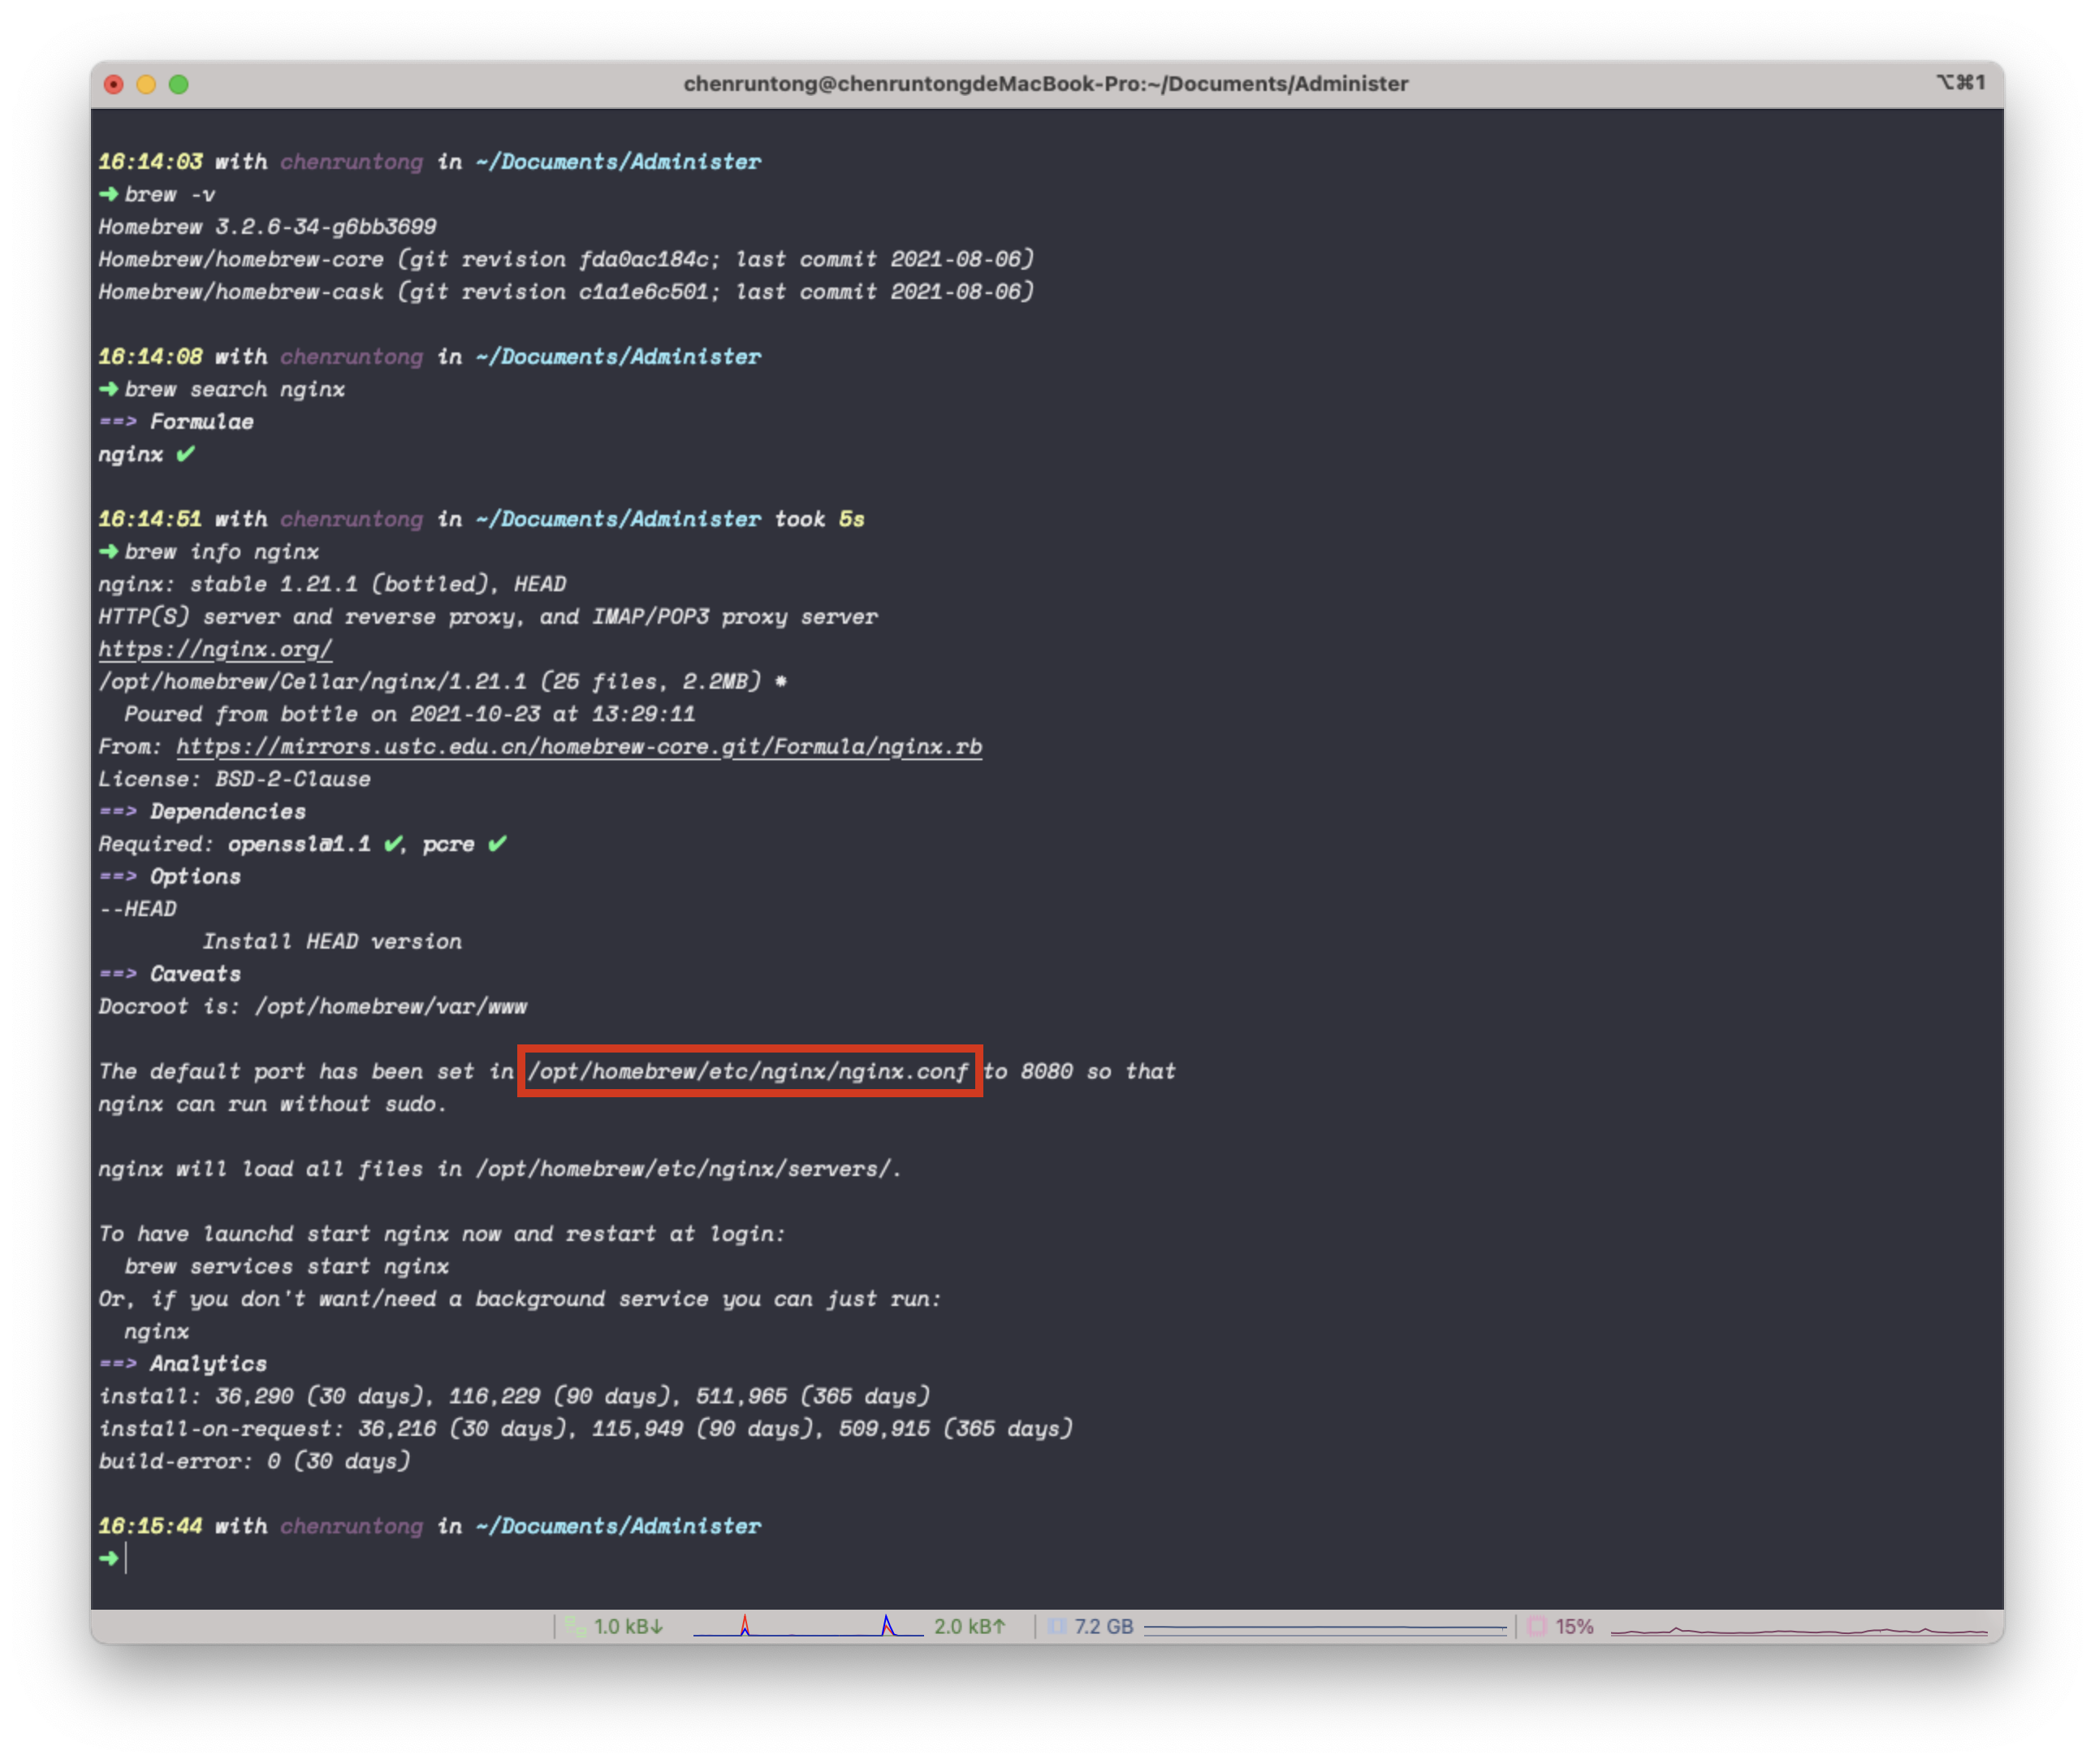 chenruntong@chenruntongdeMacBook-Pro:~/Documents/Administer
⌥⌘1
16:14:03 with chenruntong in ~/Documents/Administer
➜ brew -v
Homebrew 3.2.6-34-g6bb3699
Homebrew/homebrew-core (git revision fda0ac184c; last commit 2021-08-06)
Homebrew/homebrew-cask (git revision c1a1e6c501; last commit 2021-08-06)
16:14:08 with chenruntong in ~/Documents/Administer
➜ brew search nginx
==> Formulae
nginx ✔
16:14:51 with chenruntong in ~/Documents/Administer took 5s
➜ brew info nginx
nginx: stable 1.21.1 (bottled), HEAD
HTTP(S) server and reverse proxy, and IMAP/POP3 proxy server
https://nginx.org/
/opt/homebrew/Cellar/nginx/1.21.1 (25 files, 2.2MB) *
Poured from bottle on 2021-10-23 at 13:29:11
From: https://mirrors.ustc.edu.cn/homebrew-core.git/Formula/nginx.rb
License: BSD-2-Clause
==> Dependencies
Required: openssl@1.1 ✔, pcre ✔
==> Options
--HEAD
Install HEAD version
==> Caveats
Docroot is: /opt/homebrew/var/www
The default port has been set in /opt/homebrew/etc/nginx/nginx.conf to 8080 so that
nginx can run without sudo.
nginx will load all files in /opt/homebrew/etc/nginx/servers/.
To have launchd start nginx now and restart at login:
brew services start nginx
Or, if you don't want/need a background service you can just run:
nginx
==> Analytics
install: 36,290 (30 days), 116,229 (90 days), 511,965 (365 days)
install-on-request: 36,216 (30 days), 115,949 (90 days), 509,915 (365 days)
build-error: 0 (30 days)
16:15:44 with chenruntong in ~/Documents/Administer
➜
1.0 kB↓ 2.0 kB↑ 7.2 GB 15%